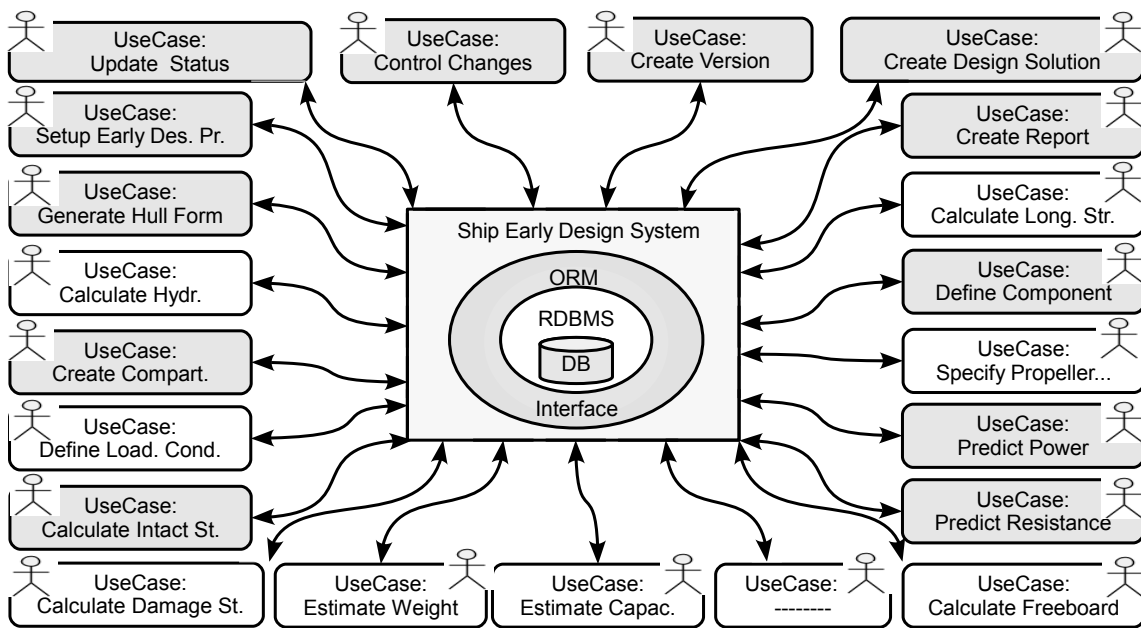 UseCase:
Update Status
UseCase:
Control Changes
UseCase:
Create Version
UseCase:
Create Design Solution
UseCase:
Setup Early Des. Pr.
UseCase:
Create Report
UseCase:
Generate Hull Form
UseCase:
Calculate Long. Str.
Ship Early Design System
UseCase:
Calculate Hydr.
ORM
RDBMS
DB
Interface
UseCase:
Define Component
UseCase:
Create Compart.
UseCase:
Specify Propeller...
UseCase:
Define Load. Cond.
UseCase:
Predict Power
UseCase:
Calculate Intact St.
UseCase:
Predict Resistance
UseCase:
Calculate Damage St.
UseCase:
Estimate Weight
UseCase:
Estimate Capac.
UseCase:
--------
UseCase:
Calculate Freeboard